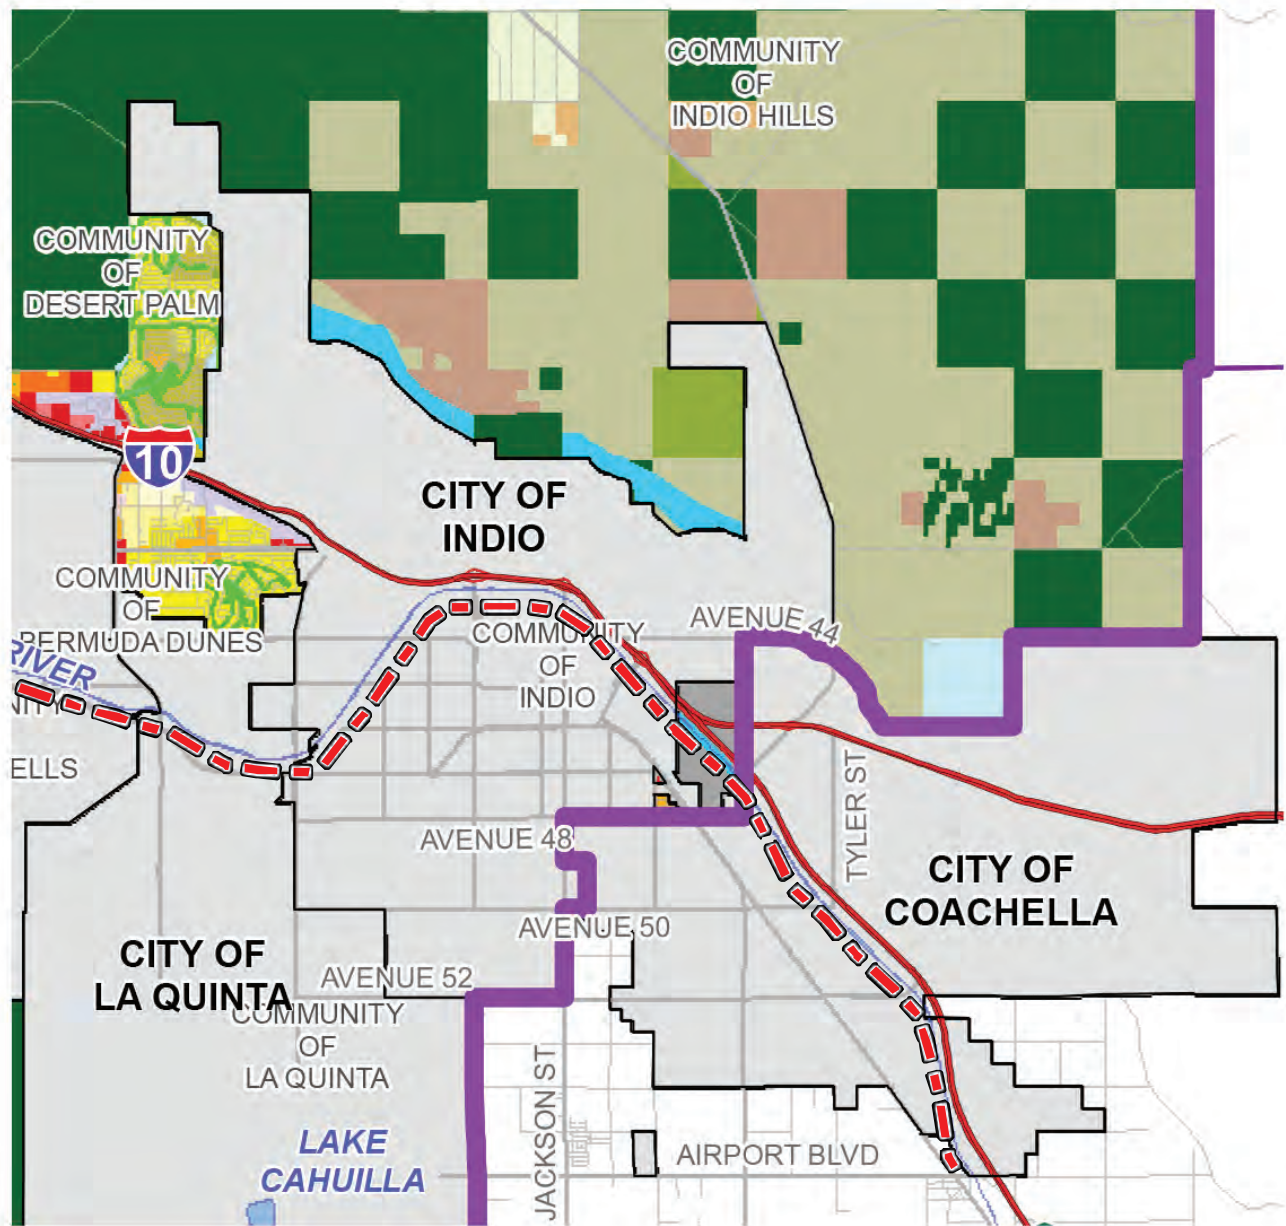 COMMUNITY
OF
INDIO HILLS
COMMUNITY
OF
DESERT PALM
10
CITY OF
INDIO
COMMUNITY
OF
BERMUDA DUNES
AVENUE 44
COMMUNITY
OF
INDIO
RIVER
NITY
ELLS
TYLER ST
AVENUE 48
CITY OF
COACHELLA
AVENUE 50
CITY OF
LA QUINTA
AVENUE 52
COMMUNITY
OF
LA QUINTA
JACKSON ST
LAKE
CAHUILLA
AIRPORT BLVD